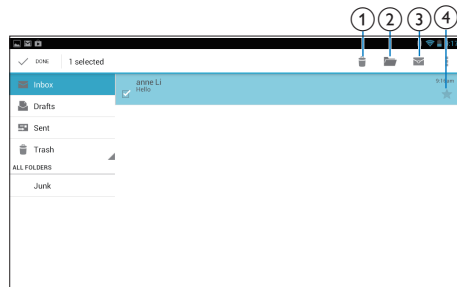 1 2 3 4
DONE 1 selected
Inbox
anne Li
Hello
Drafts
Sent
Trash
ALL FOLDERS
Junk